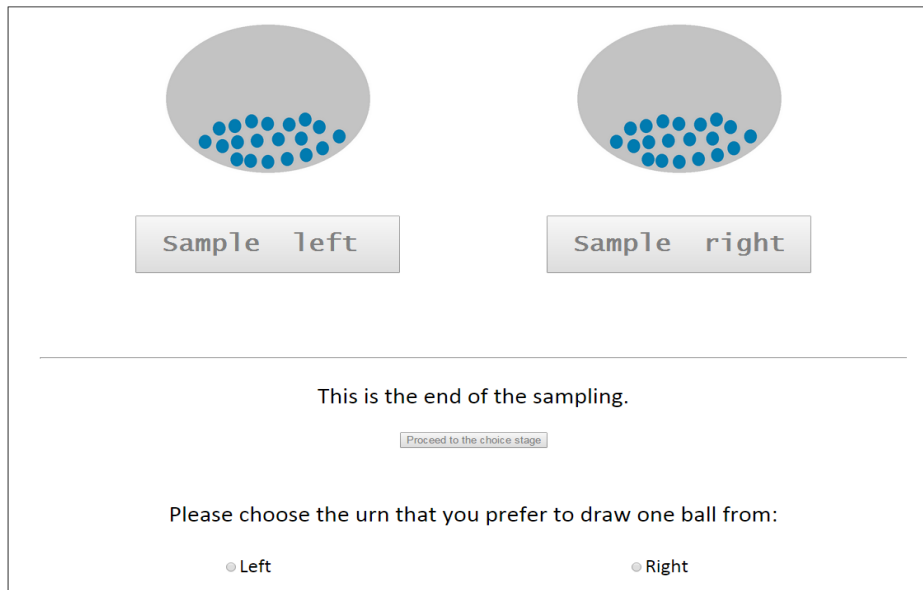 Sample left
Sample right
This is the end of the sampling.
Proceed to the choice stage
Please choose the urn that you prefer to draw one ball from:
Left
Right